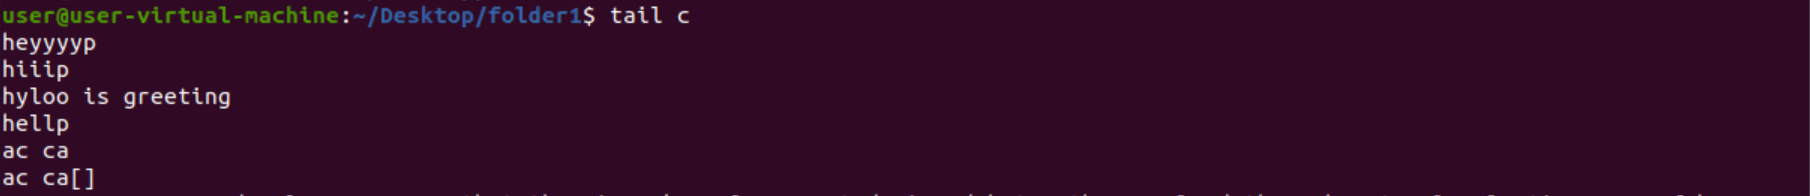 user@user-virtual-machine:~/Desktop/folder1$ tail c
heyyyyp
hiiip
hyloo is greeting
hellp
ac ca
ac ca[]